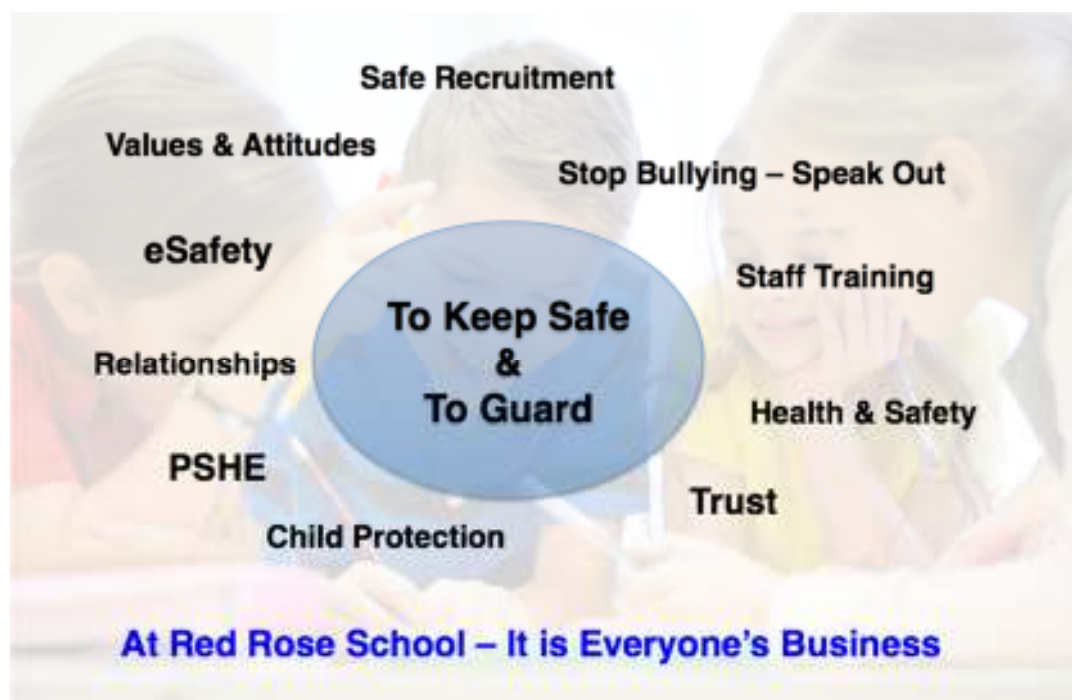 Safe Recruitment
Values & Attitudes
Stop Bullying – Speak Out
eSafety
Staff Training
To Keep Safe
&
To Guard
Relationships
Health & Safety
PSHE
Trust
Child Protection
At Red Rose School – It is Everyone's Business